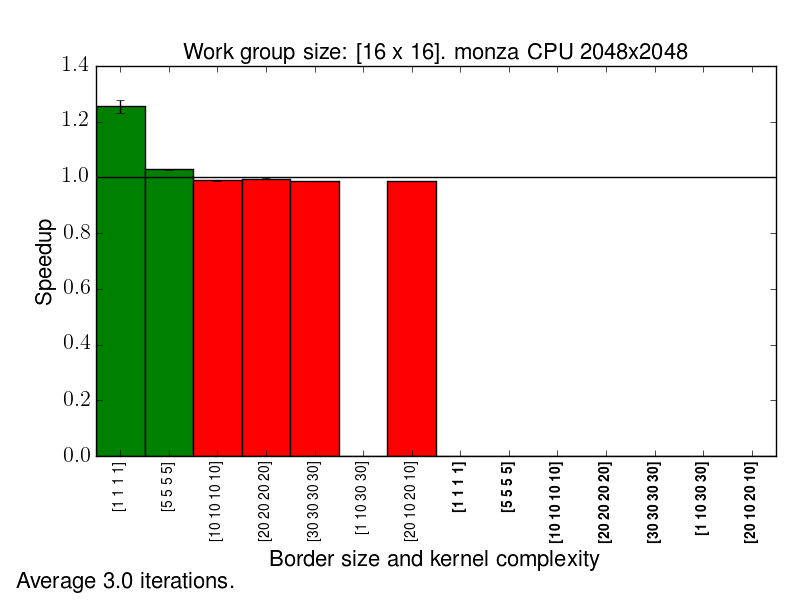 Work group size: [16 x 16]. monza CPU 2048x2048
1.4
1.2
1.0
0.8
0.6
0.4
0.2
0.0
Speedup
[1 1 1 1]
[5 5 5 5]
[10 10 10 10]
[20 20 20 20]
[30 30 30 30]
[1 10 30 30]
[20 10 20 10]
[1 1 1 1]
[5 5 5 5]
[10 10 10 10]
[20 20 20 20]
[30 30 30 30]
[1 10 30 30]
[20 10 20 10]
Border size and kernel complexity
Average 3.0 iterations.